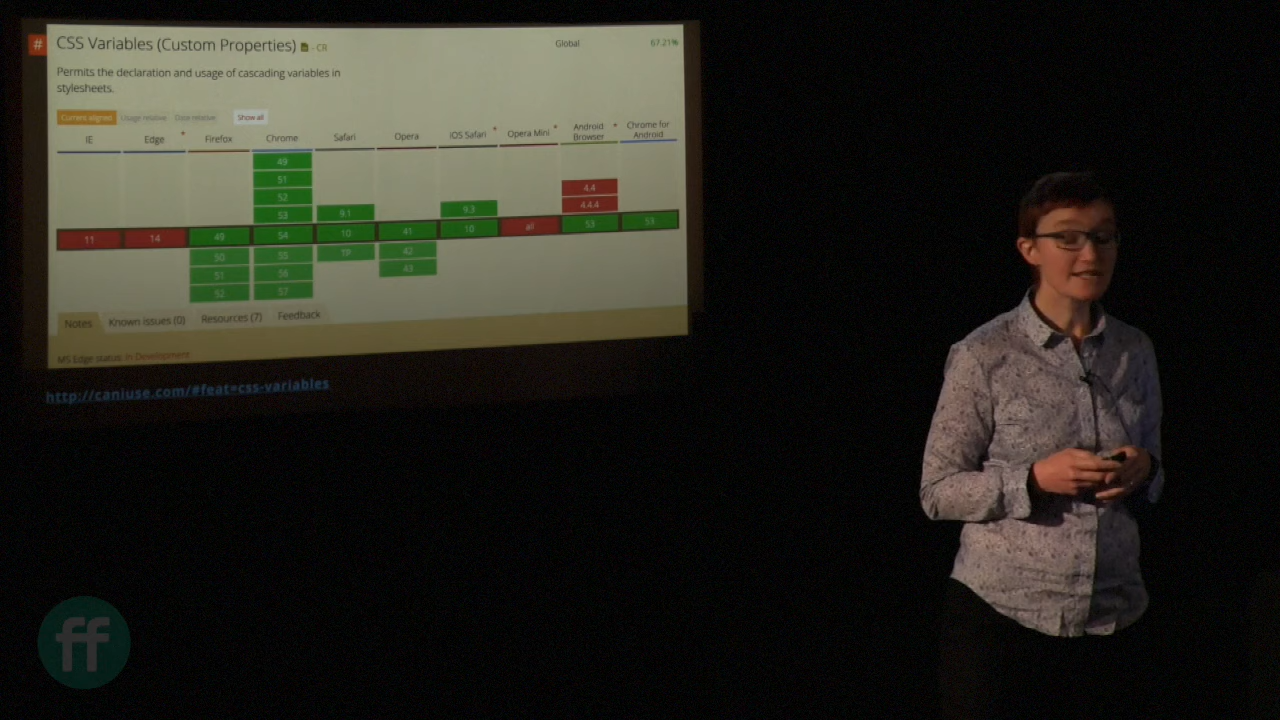 #
CSS Variables (Custom Properties) - CR
Global 67.21%
Permits the declaration and usage of cascading variables in
stylesheets.
Current aligned Usage relative Date relative Show all
IE Edge * Firefox Chrome Safari Opera iOS Safari * Opera Mini * Android Browser * Chrome for Android
49
51
52 4.4
53 9.1 9.3 4.4.4
11 14 49 54 10 41 10 all 53 53
50 55 TP 42
51 56 43
52 57
Notes Known issues (0) Resources (7) Feedback
MS Edge status: In Development
http://caniuse.com/#feat=css-variables
ff